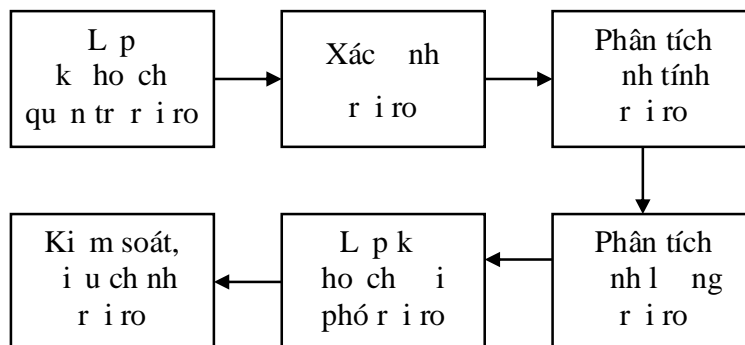 L p
k ho ch
qu n tr r i ro
Xác nh
r i ro
Phân tích
nh tính
r i ro
Ki m soát,
i u ch nh
r i ro
L p k
ho ch i
phó r i ro
Phân tích
nh l ng
r i ro